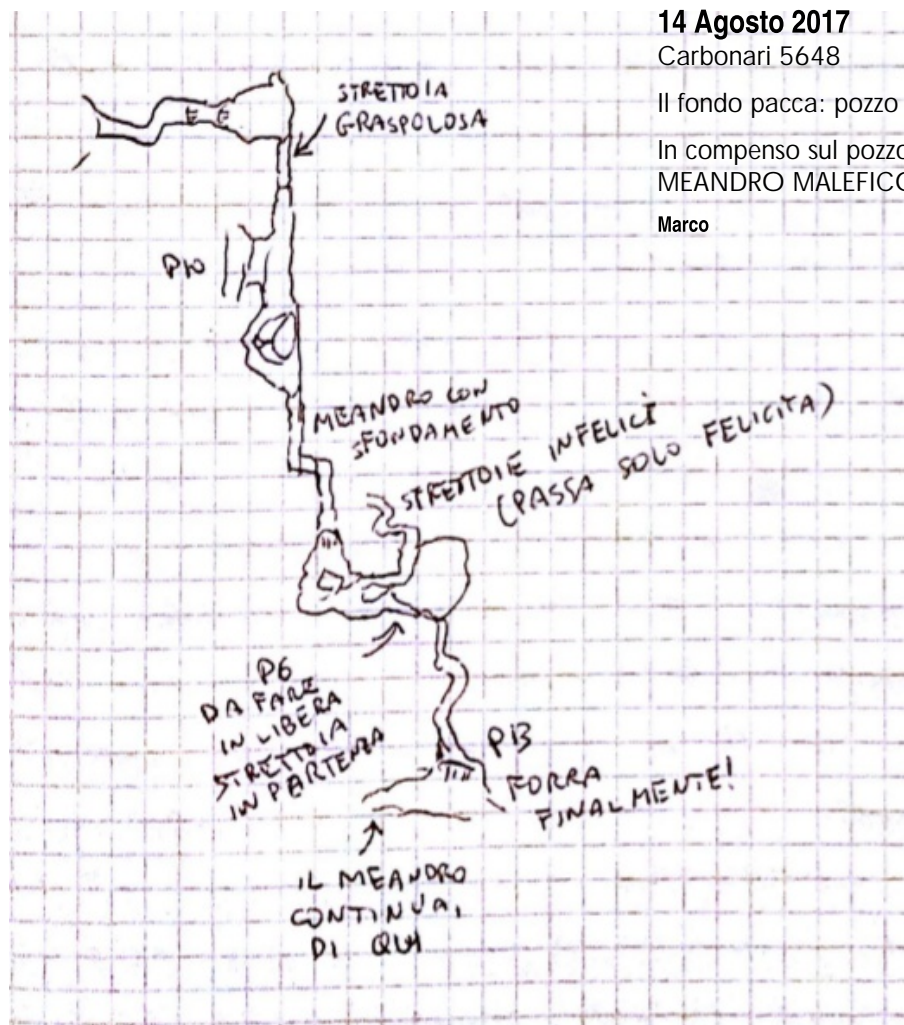 14 Agosto 2017
Carbonari 5648
Il fondo pacca: pozzo
In compenso sul pozzo
MEANDRO MALEFICO
Marco
STRETTOIA
GRASPOLOSA
P10
MEANDRO CON
SFONDAMENTO
STRETTOIE INFELICI
(PASSA SOLO FELICITA)
P6
DA FARE
IN LIBERA
STRETTOIA
IN PARTENZA
P13
FORRA
FINALMENTE!
IL MEANDRO
CONTINUA,
DI QUI